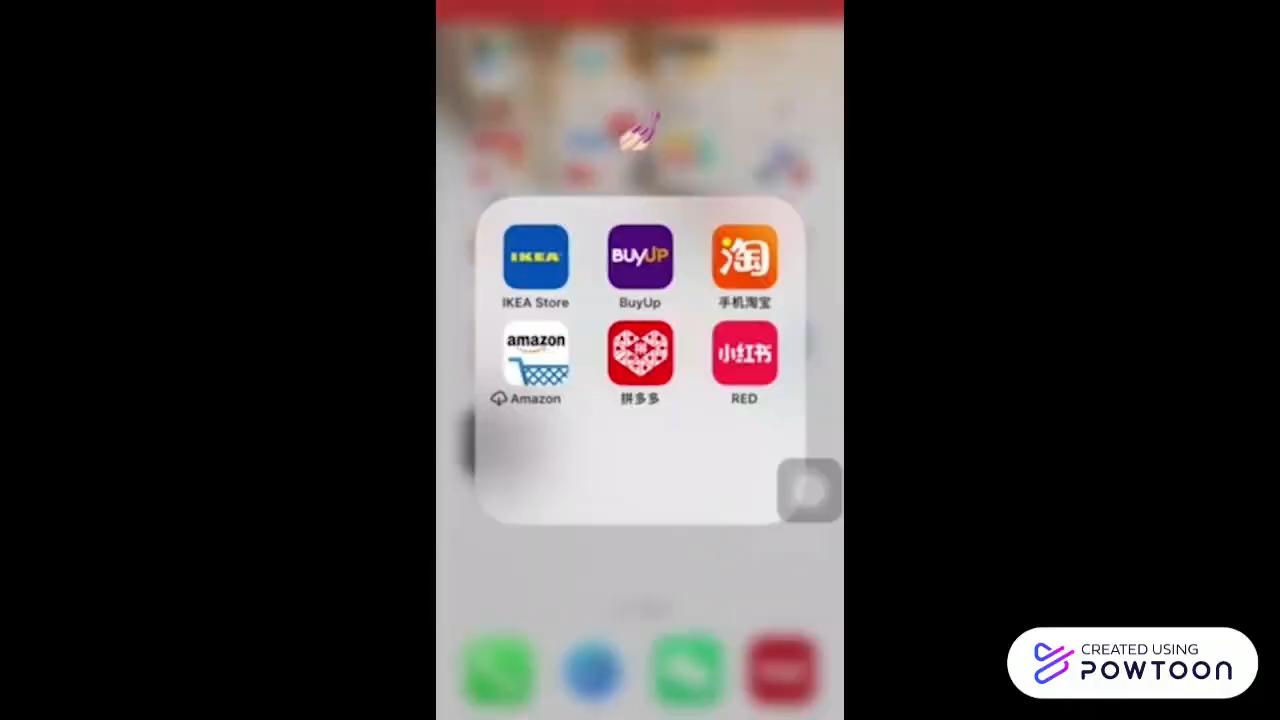 IKEA
BUYUP
淘
IKEA Store
BuyUp
手机淘宝
amazon
拼
小红书
Amazon
拼多多
RED
CREATED USING
POWTOON